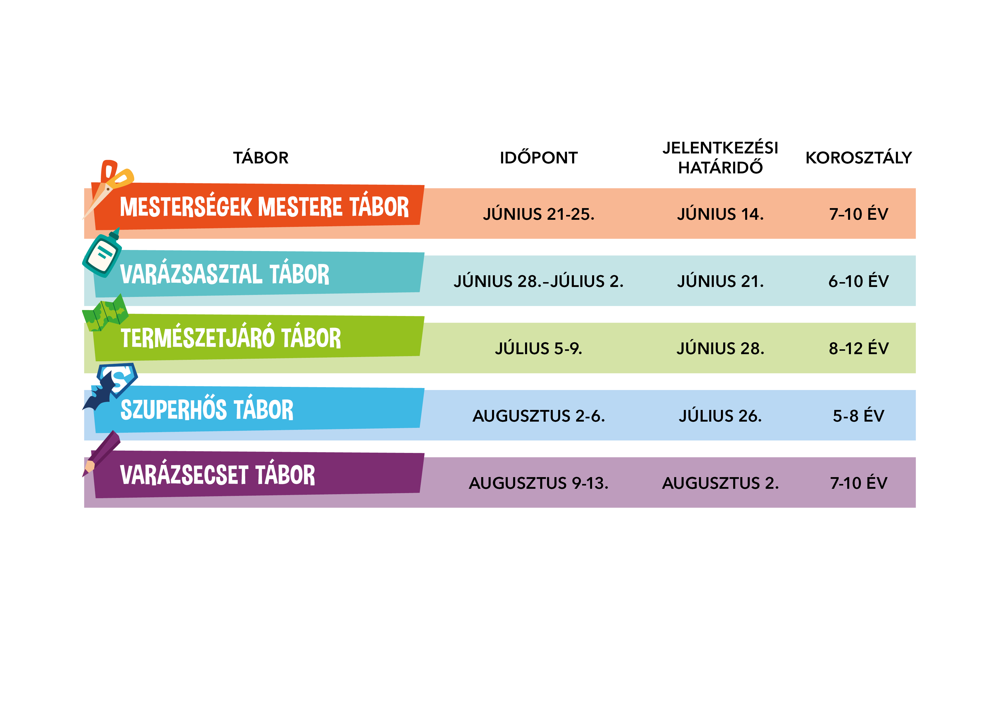 TÁBOR IDŐPONT JELENTKEZÉSI HATÁRIDŐ KOROSZTÁLY
MESTERSÉGEK MESTERE TÁBOR JÚNIUS 21-25. JÚNIUS 14. 7–10 ÉV
VARÁZSASZTAL TÁBOR JÚNIUS 28.–JÚLIUS 2. JÚNIUS 21. 6–10 ÉV
TERMÉSZETJÁRÓ TÁBOR JÚLIUS 5-9. JÚNIUS 28. 8–12 ÉV
S
SZUPERHŐS TÁBOR AUGUSZTUS 2-6. JÚLIUS 26. 5-8 ÉV
VARÁZSECSET TÁBOR AUGUSZTUS 9-13. AUGUSZTUS 2. 7-10 ÉV